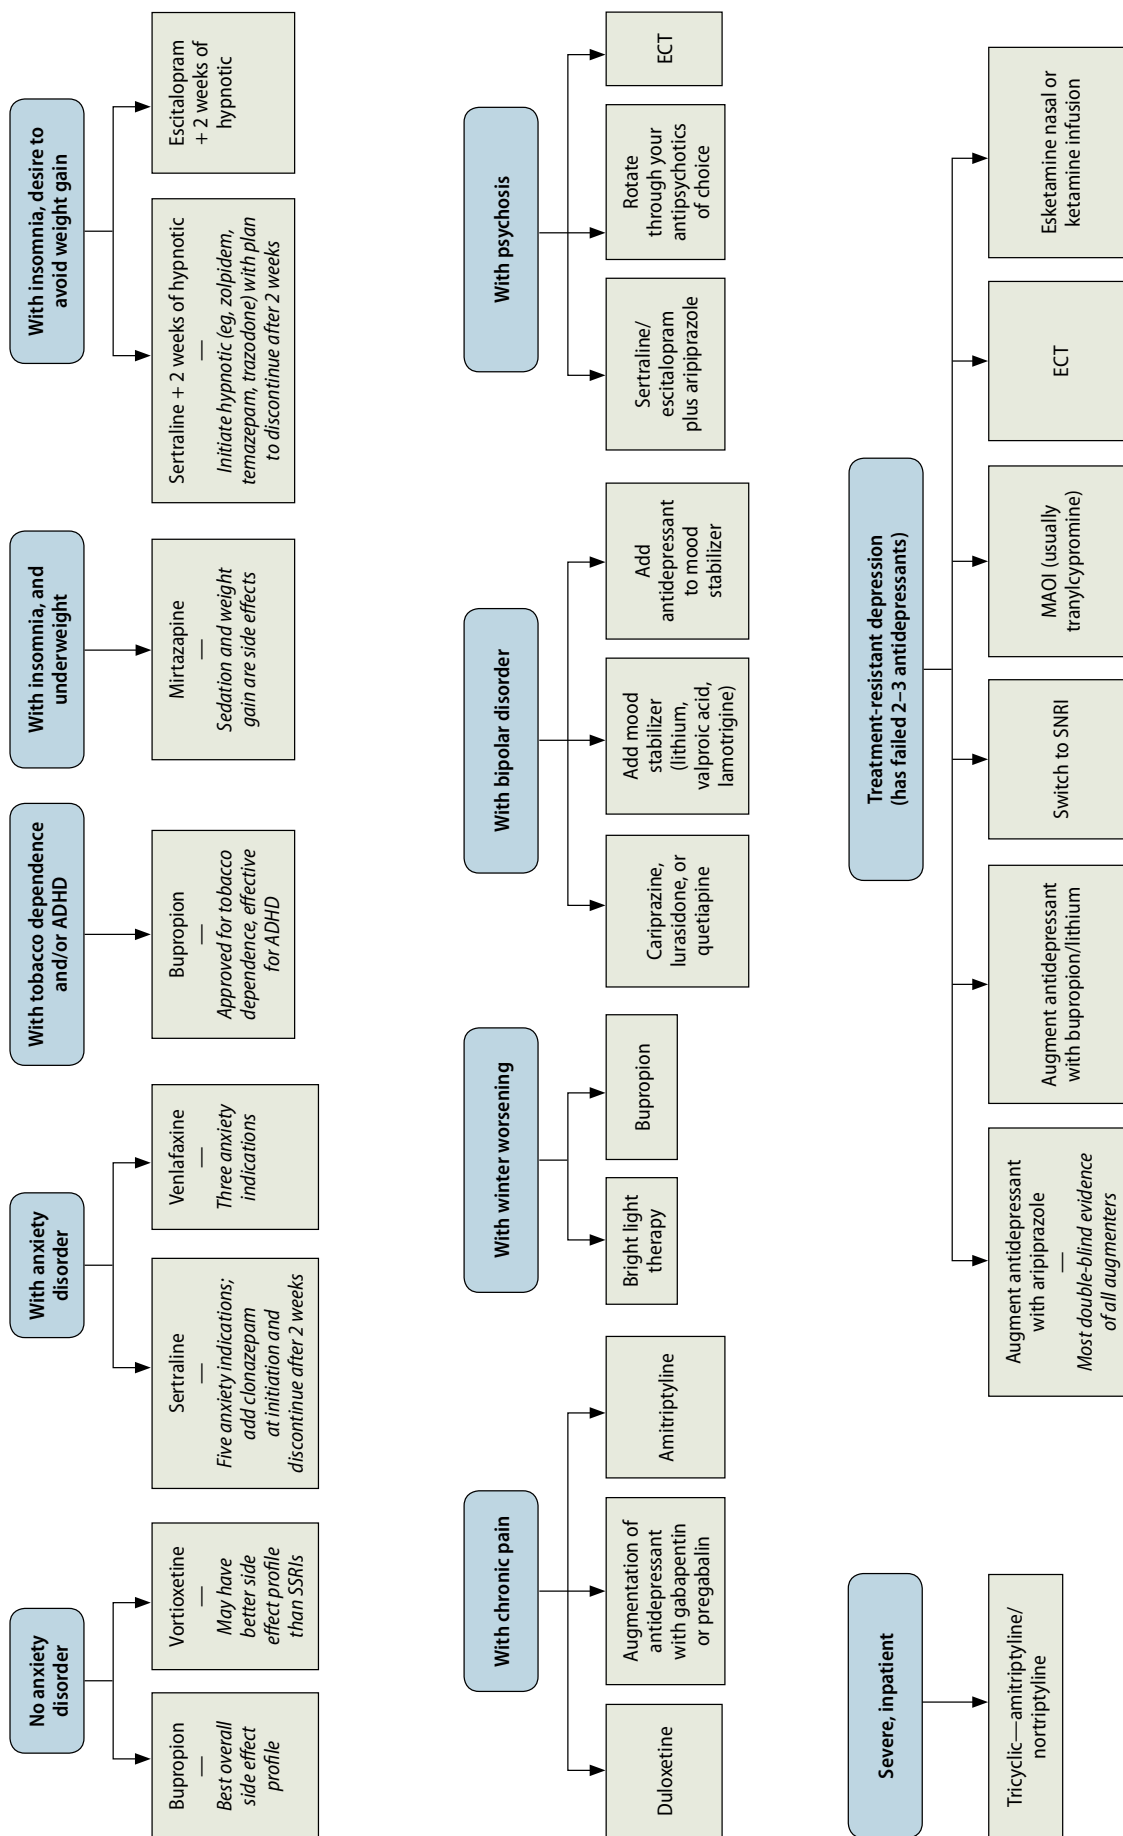 No anxiety
disorder
Bupropion
—
Best overall
side effect
profile
Vortioxetine
—
May have
better side
effect profile
than SSRIs
With anxiety
disorder
Sertraline
—
Five anxiety indications;
add clonazepam
at initiation and
discontinue after 2 weeks
Venlafaxine
—
Three anxiety
indications
With tobacco dependence
and/or ADHD
Bupropion
—
Approved for tobacco
dependence, effective
for ADHD
With insomnia, and
underweight
Mirtazapine
—
Sedation and weight
gain are side effects
With insomnia, desire to
avoid weight gain
Sertraline + 2 weeks of hypnotic
—
Initiate hypnotic (eg, zolpidem,
temazepam, trazodone) with plan
to discontinue after 2 weeks
Escitalopram
+ 2 weeks of
hypnotic
With chronic pain
Duloxetine
Augmentation of
antidepressant
with gabapentin
or pregabalin
Amitriptyline
With winter worsening
Bright light
therapy
Bupropion
With bipolar disorder
Cariprazine,
lurasidone, or
quetiapine
Add mood
stabilizer
(lithium,
valproic acid,
lamotrigine)
Add
antidepressant
to mood
stabilizer
With psychosis
Sertraline/
escitalopram
plus aripiprazole
Rotate
through your
antipsychotics
of choice
ECT
Severe, inpatient
Tricyclic—amitriptyline/
nortriptyline
Treatment-resistant depression
(has failed 2–3 antidepressants)
Augment antidepressant
with aripiprazole
—
Most double-blind evidence
of all augmenters
Augment antidepressant
with bupropion/lithium
Switch to SNRI
MAOI (usually
tranylcypromine)
ECT
Esketamine nasal or
ketamine infusion